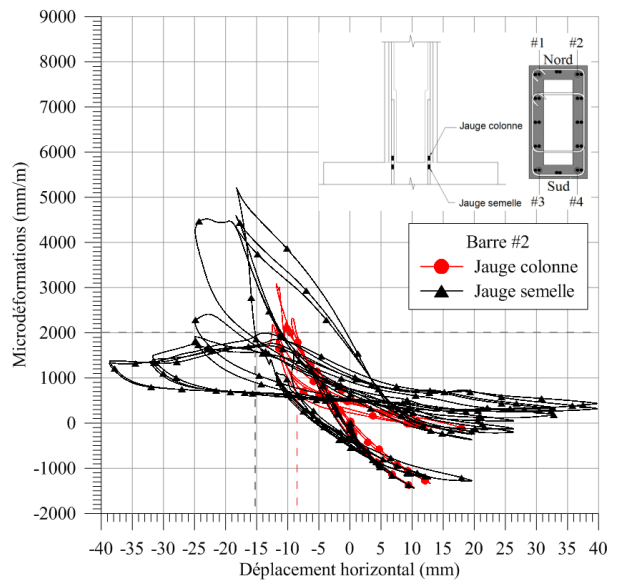 9000
8000
7000
6000
5000
4000
3000
2000
1000
0
-1000
-2000
Microdéformations (mm/m)
-40 -35 -30 -25 -20 -15 -10 -5 0 5 10 15 20 25 30 35 40
Déplacement horizontal (mm)
Jauge colonne
Jauge semelle
#1 #2
Nord
Sud
#3 #4
Barre #2
Jauge colonne
Jauge semelle